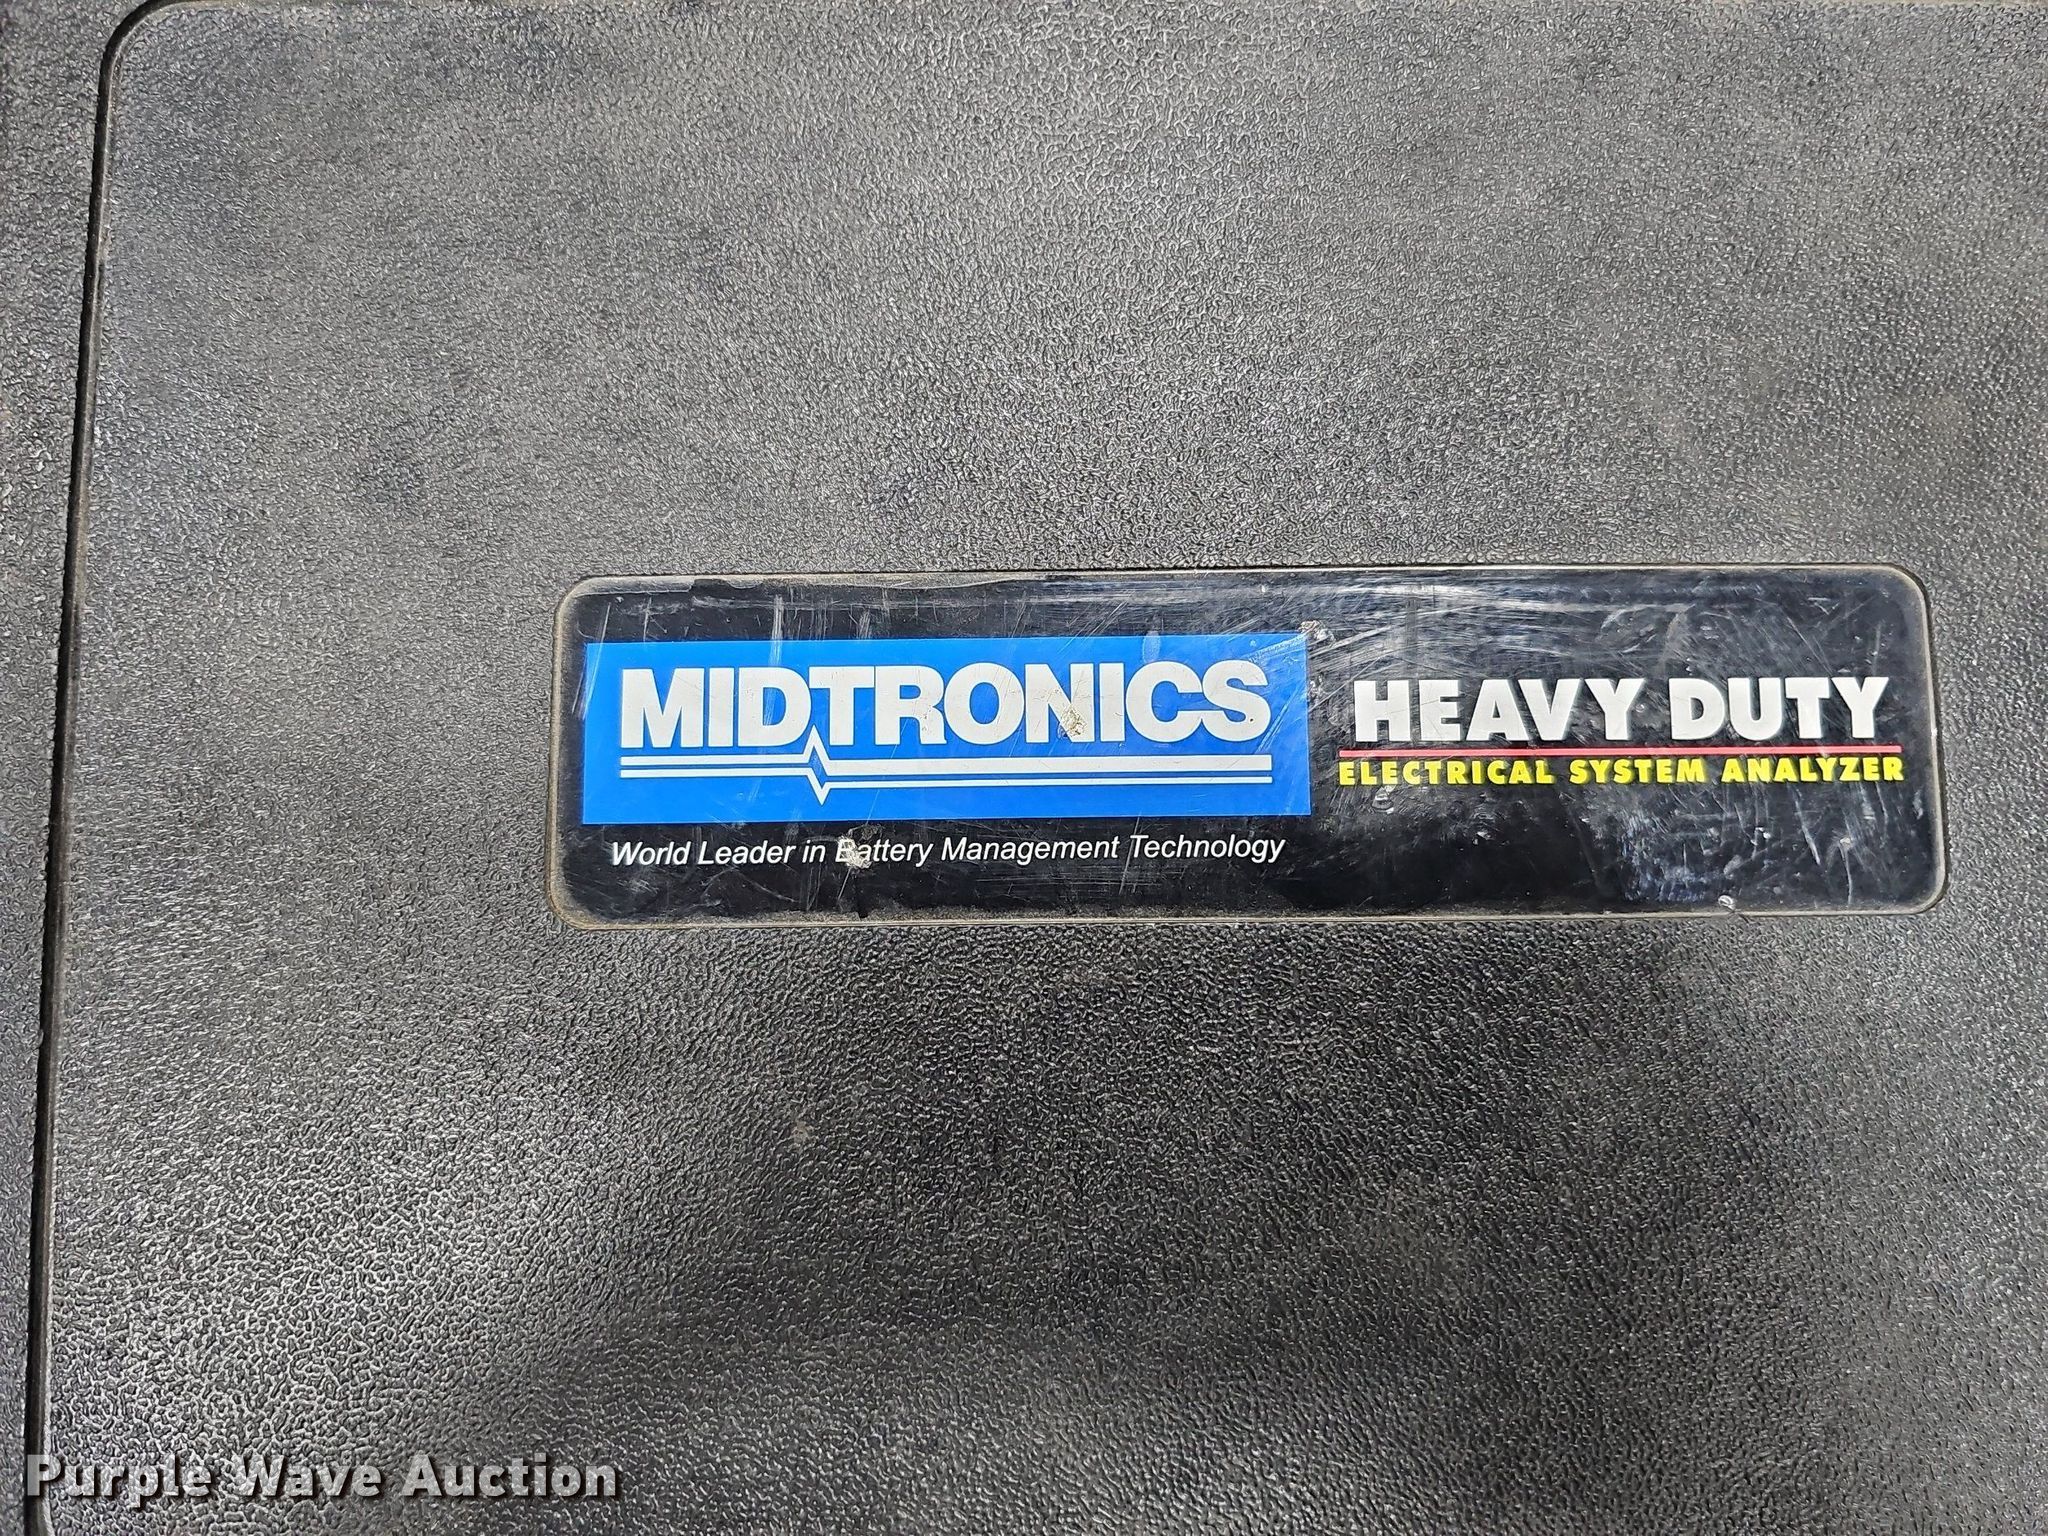 MIDTRONICS
HEAVY DUTY
ELECTRICAL SYSTEM ANALYZER
World Leader in Battery Management Technology
Purple Wave Auction